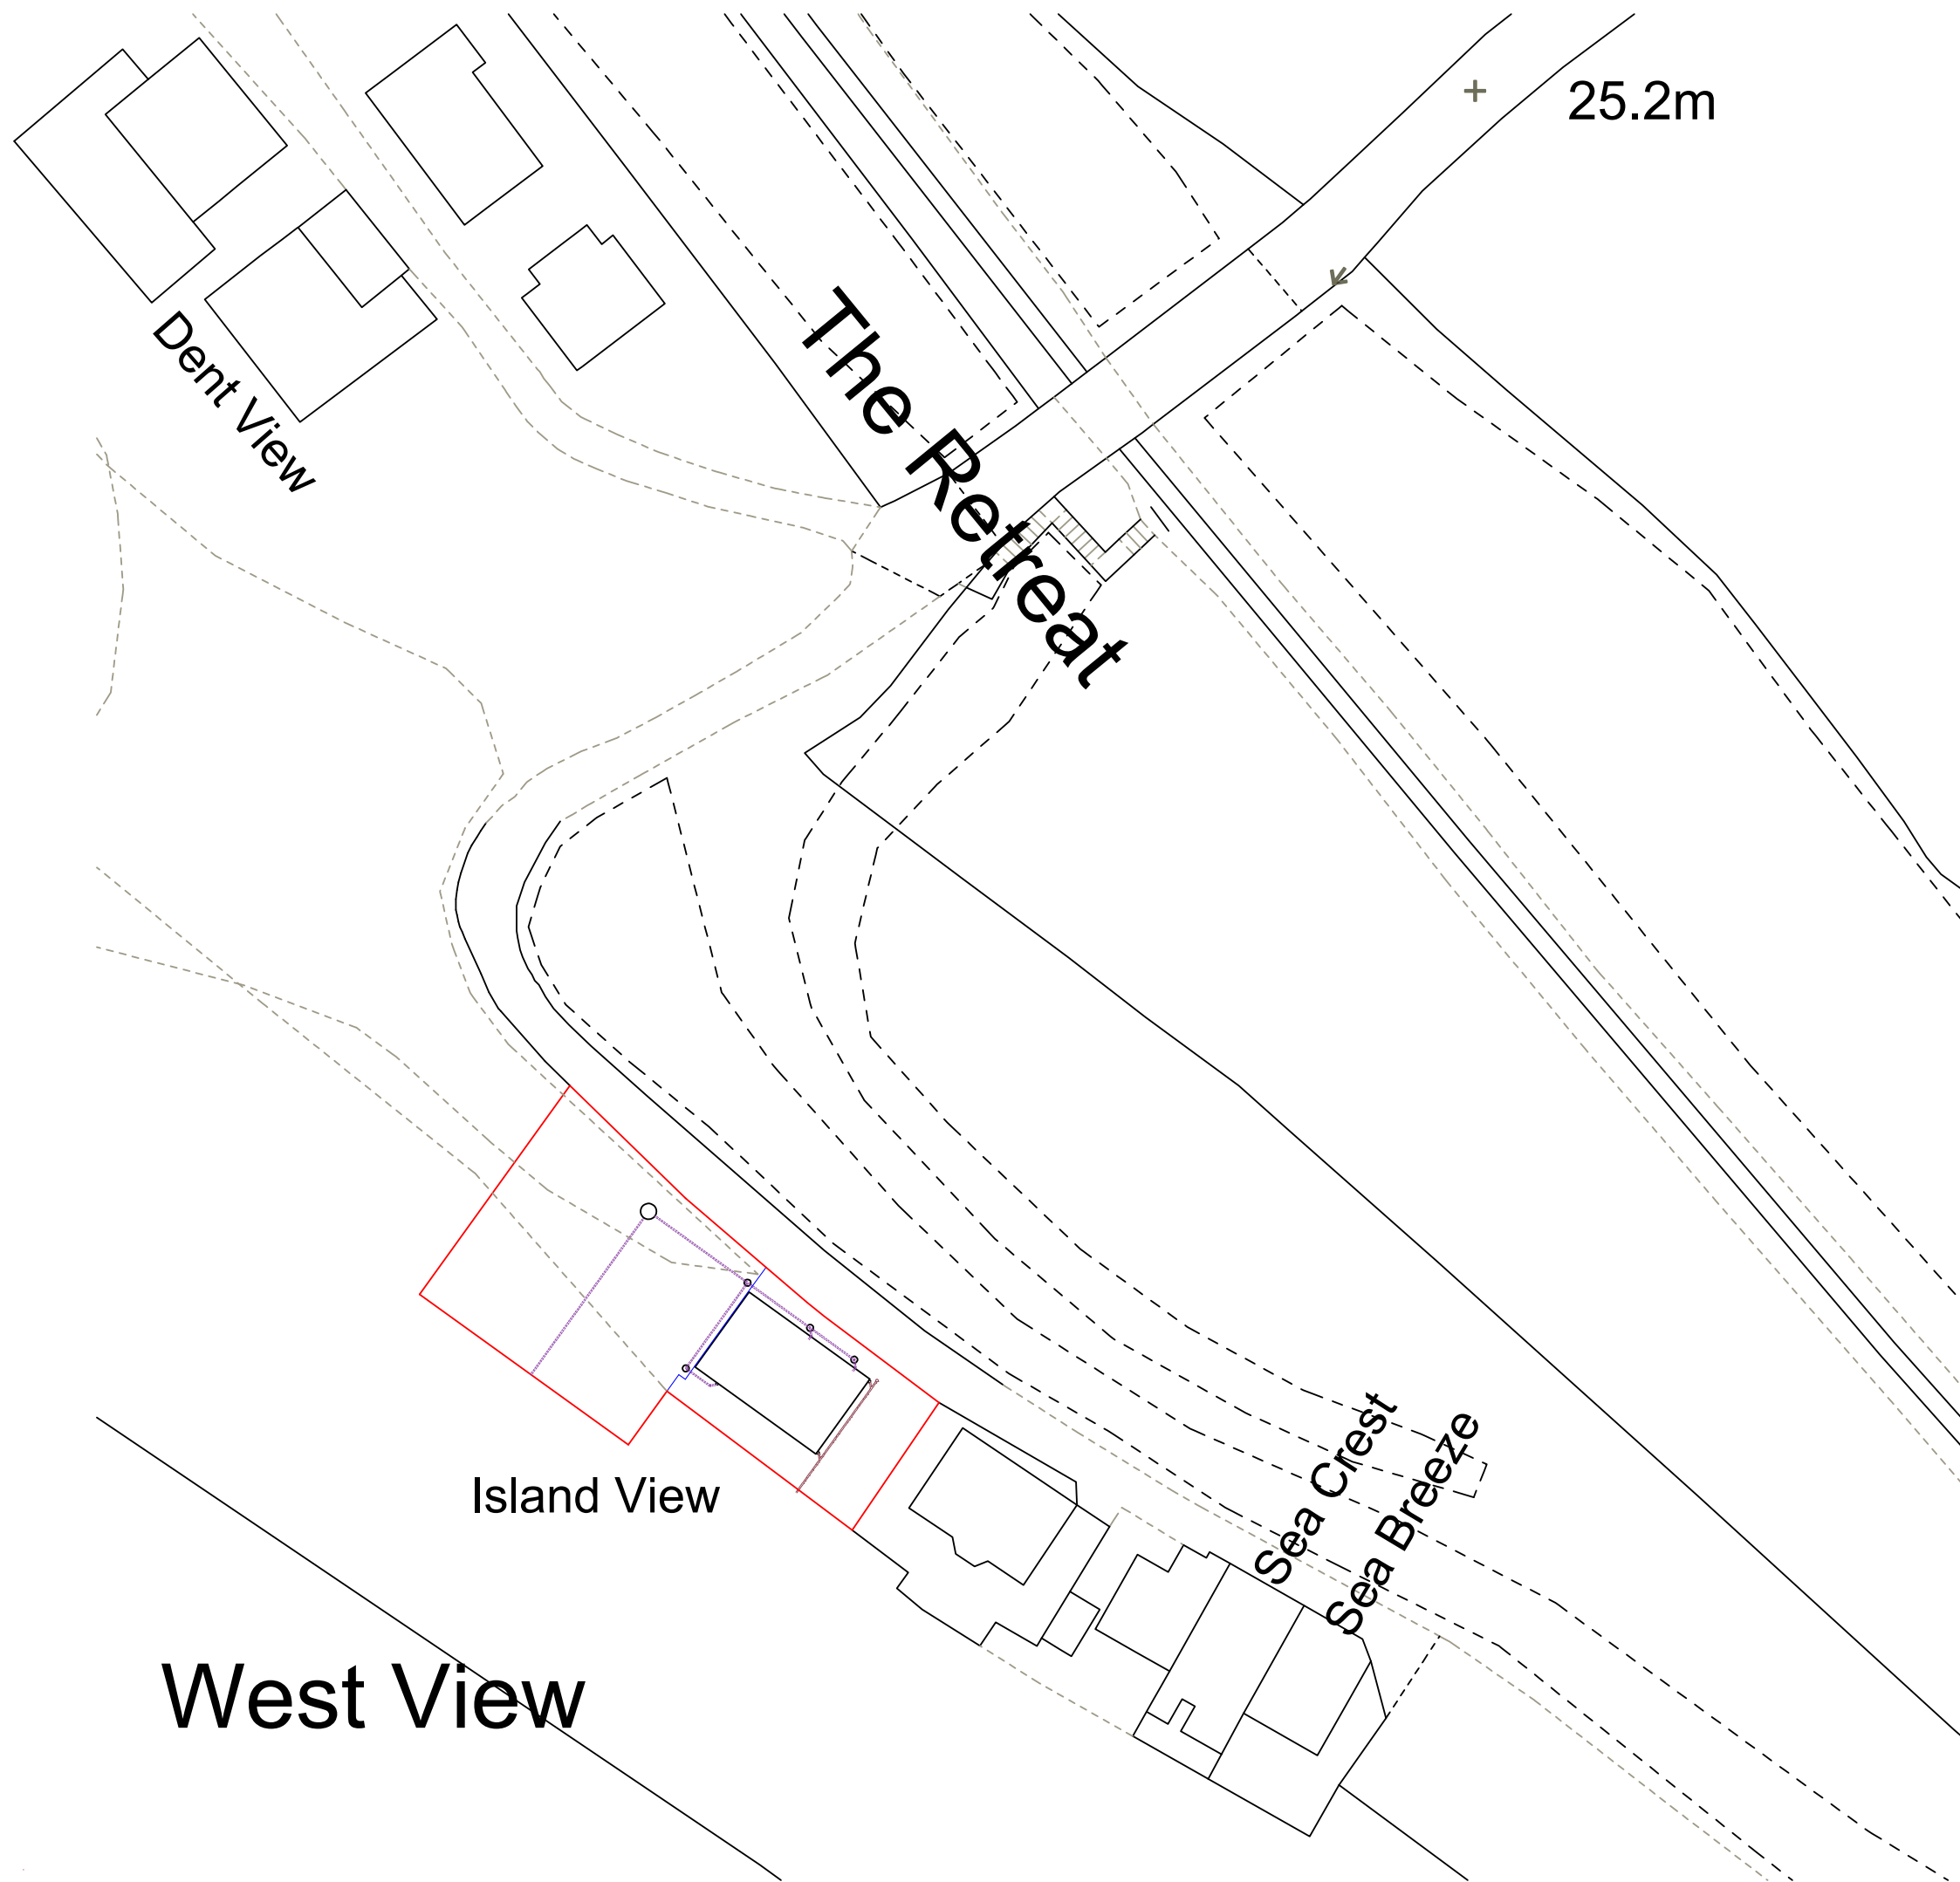 25.2m
Dent View
The Retreat
Sea Crest
Sea Breeze
Island View
West View